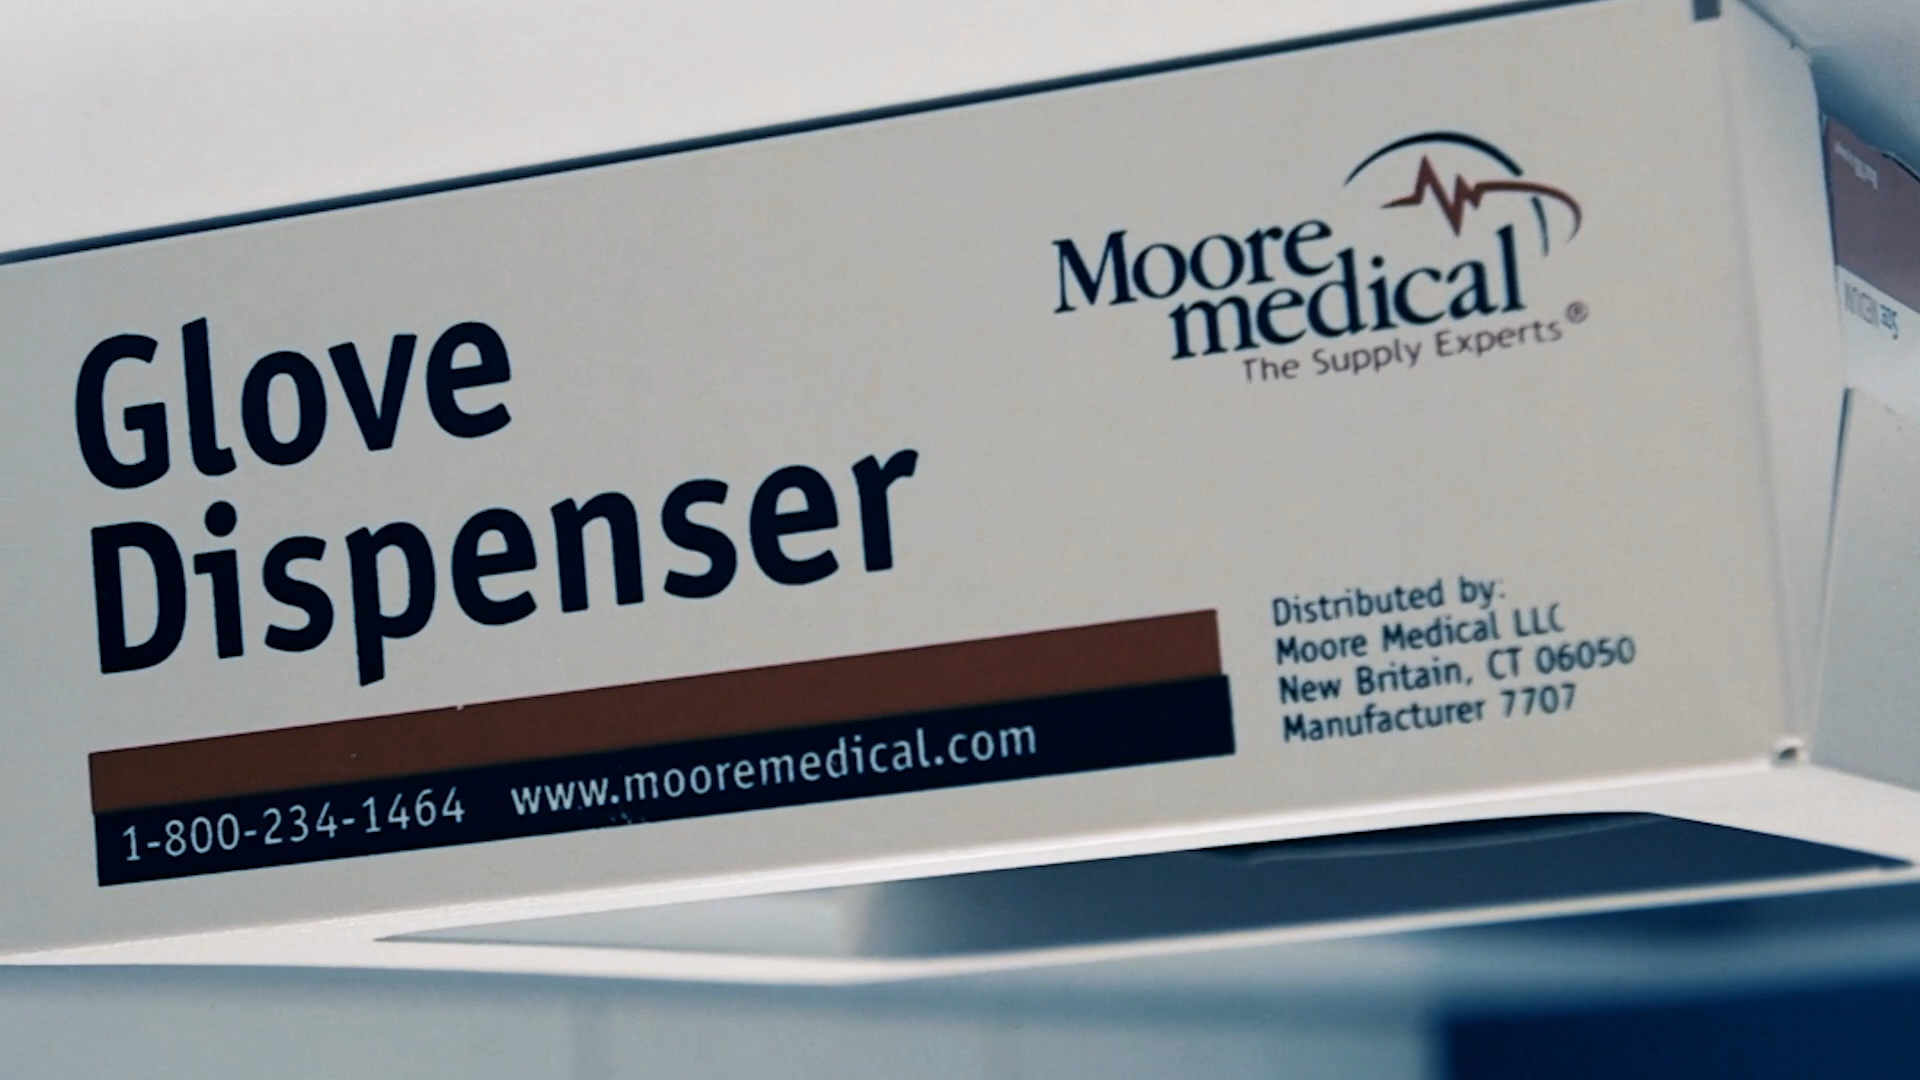 Glove
Dispenser
Moore
medical
The Supply Experts®
1-800-234-1464 www.mooremedical.com
Distributed by:
Moore Medical LLC
New Britain, CT 06050
Manufacturer 7707